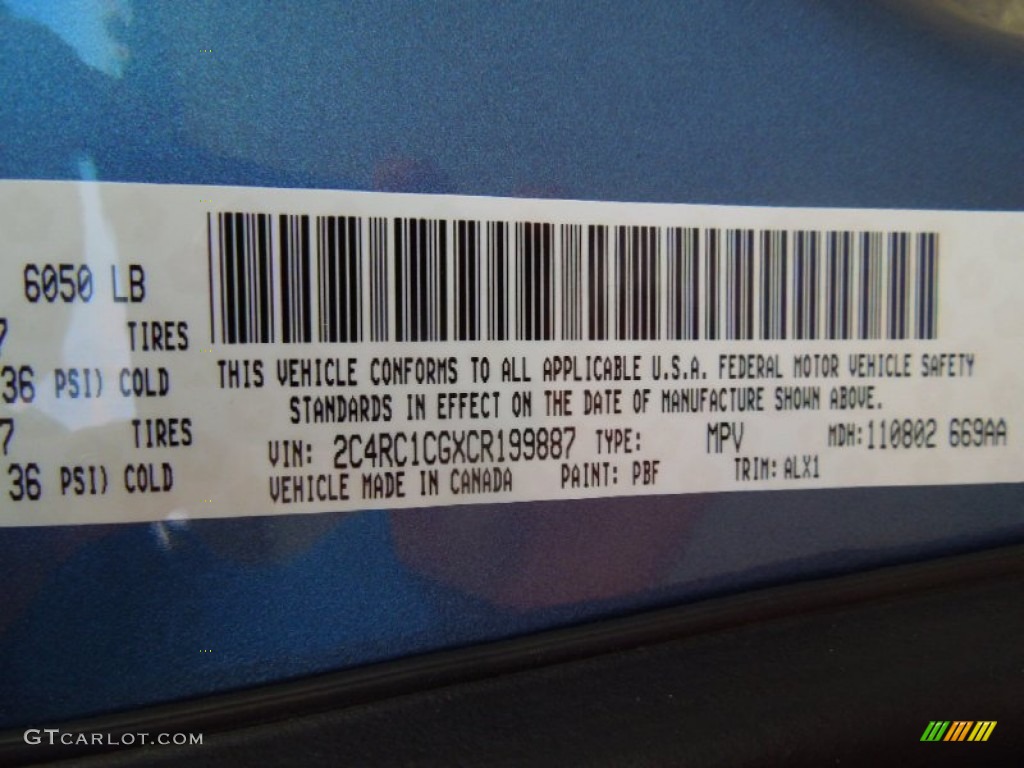 6050 LB
7 TIRES
36 PSI) COLD
7 TIRES
36 PSI) COLD
THIS VEHICLE CONFORMS TO ALL APPLICABLE U.S.A. FEDERAL MOTOR VEHICLE SAFETY
STANDARDS IN EFFECT ON THE DATE OF MANUFACTURE SHOWN ABOVE.
VIN: 2C4RC1CGXCR199887 TYPE: MPV MDH: 110802 669AA
VEHICLE MADE IN CANADA PAINT: PBF TRIM: ALX1
GTCARLOT.COM